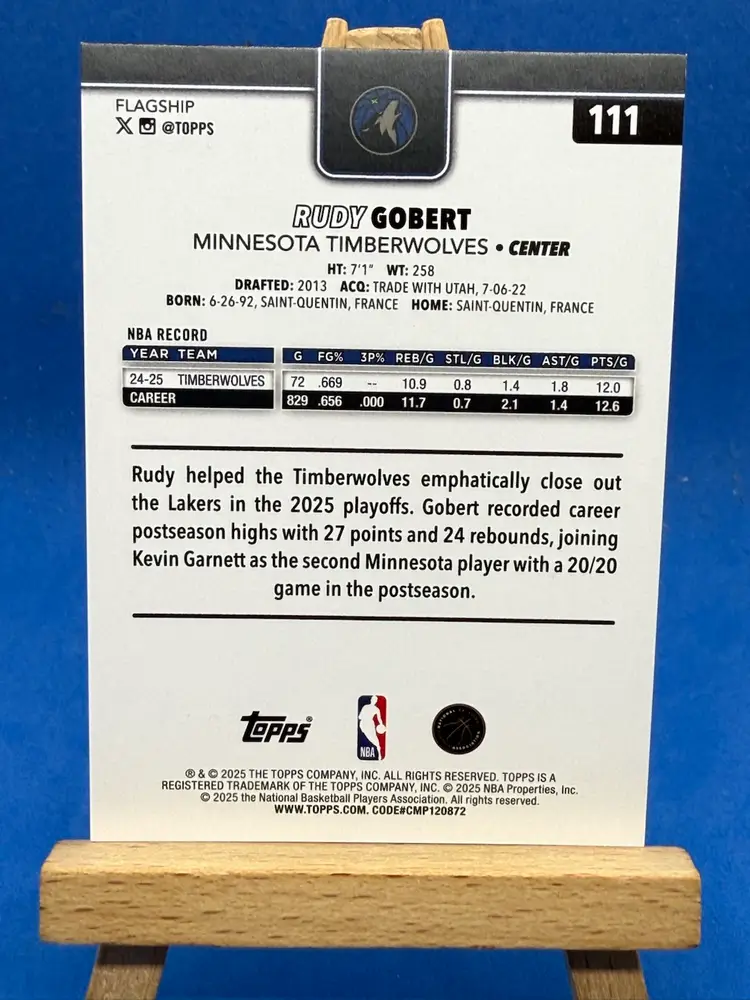 FLAGSHIP
X @TOPPS
111
RUDY GOBERT
MINNESOTA TIMBERWOLVES • CENTER
HT: 7'1" WT: 258
DRAFTED: 2013 ACQ: TRADE WITH UTAH, 7-06-22
BORN: 6-26-92, SAINT-QUENTIN, FRANCE HOME: SAINT-QUENTIN, FRANCE
NBA RECORD
YEAR TEAM G FG% 3P% REB/G STL/G BLK/G AST/G PTS/G
24-25 TIMBERWOLVES 72 .669 -- 10.9 0.8 1.4 1.8 12.0
CAREER 829 .656 .000 11.7 0.7 2.1 1.4 12.6
Rudy helped the Timberwolves emphatically close out
the Lakers in the 2025 playoffs. Gobert recorded career
postseason highs with 27 points and 24 rebounds, joining
Kevin Garnett as the second Minnesota player with a 20/20
game in the postseason.
Topps®
NBA
® & © 2025 THE TOPPS COMPANY, INC. ALL RIGHTS RESERVED. TOPPS IS A
REGISTERED TRADEMARK OF THE TOPPS COMPANY, INC. © 2025 NBA Properties, Inc.
© 2025 the National Basketball Players Association. All rights reserved.
WWW.TOPPS.COM. CODE#CMP120872